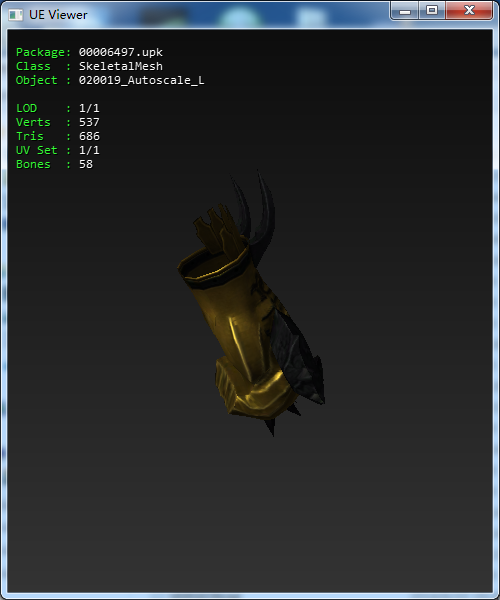 UE Viewer
Package: 00006497.upk
Class  : SkeletalMesh
Object : 020019_Autoscale_L
LOD    : 1/1
Verts  : 537
Tris   : 686
UV Set : 1/1
Bones  : 58